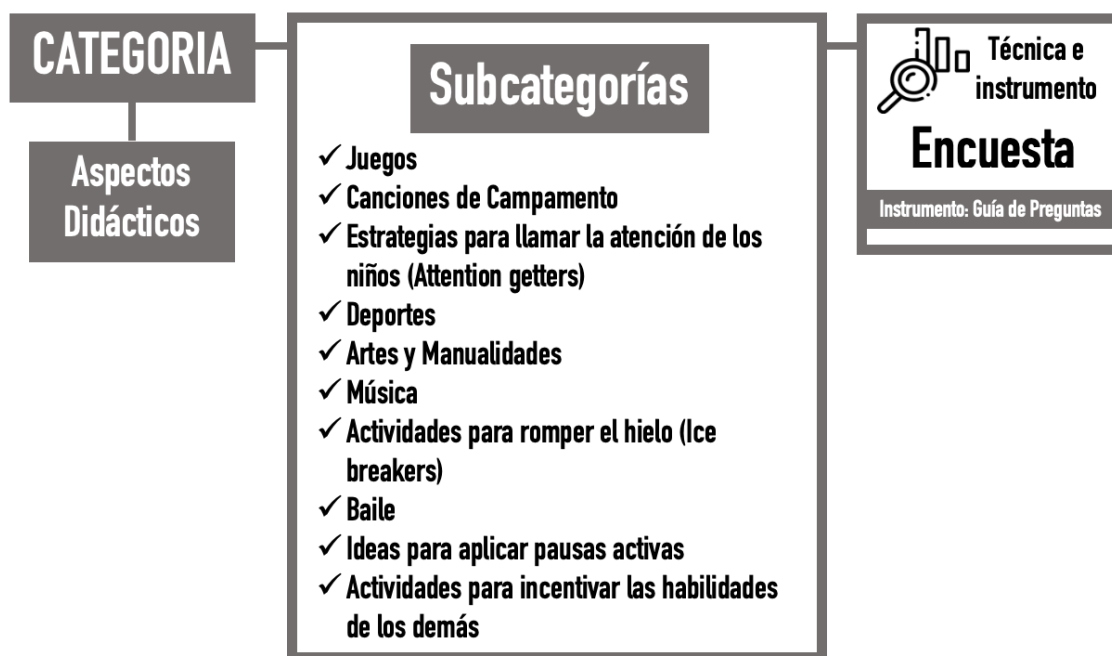 CATEGORIA
Aspectos
Didácticos
Subcategorías
✓ Juegos
✓ Canciones de Campamento
✓ Estrategias para llamar la atención de los
niños (Attention getters)
✓ Deportes
✓ Artes y Manualidades
✓ Música
✓ Actividades para romper el hielo (Ice
breakers)
✓ Baile
✓ Ideas para aplicar pausas activas
✓ Actividades para incentivar las habilidades
de los demás
Técnica e
instrumento
Encuesta
Instrumento: Guía de Preguntas